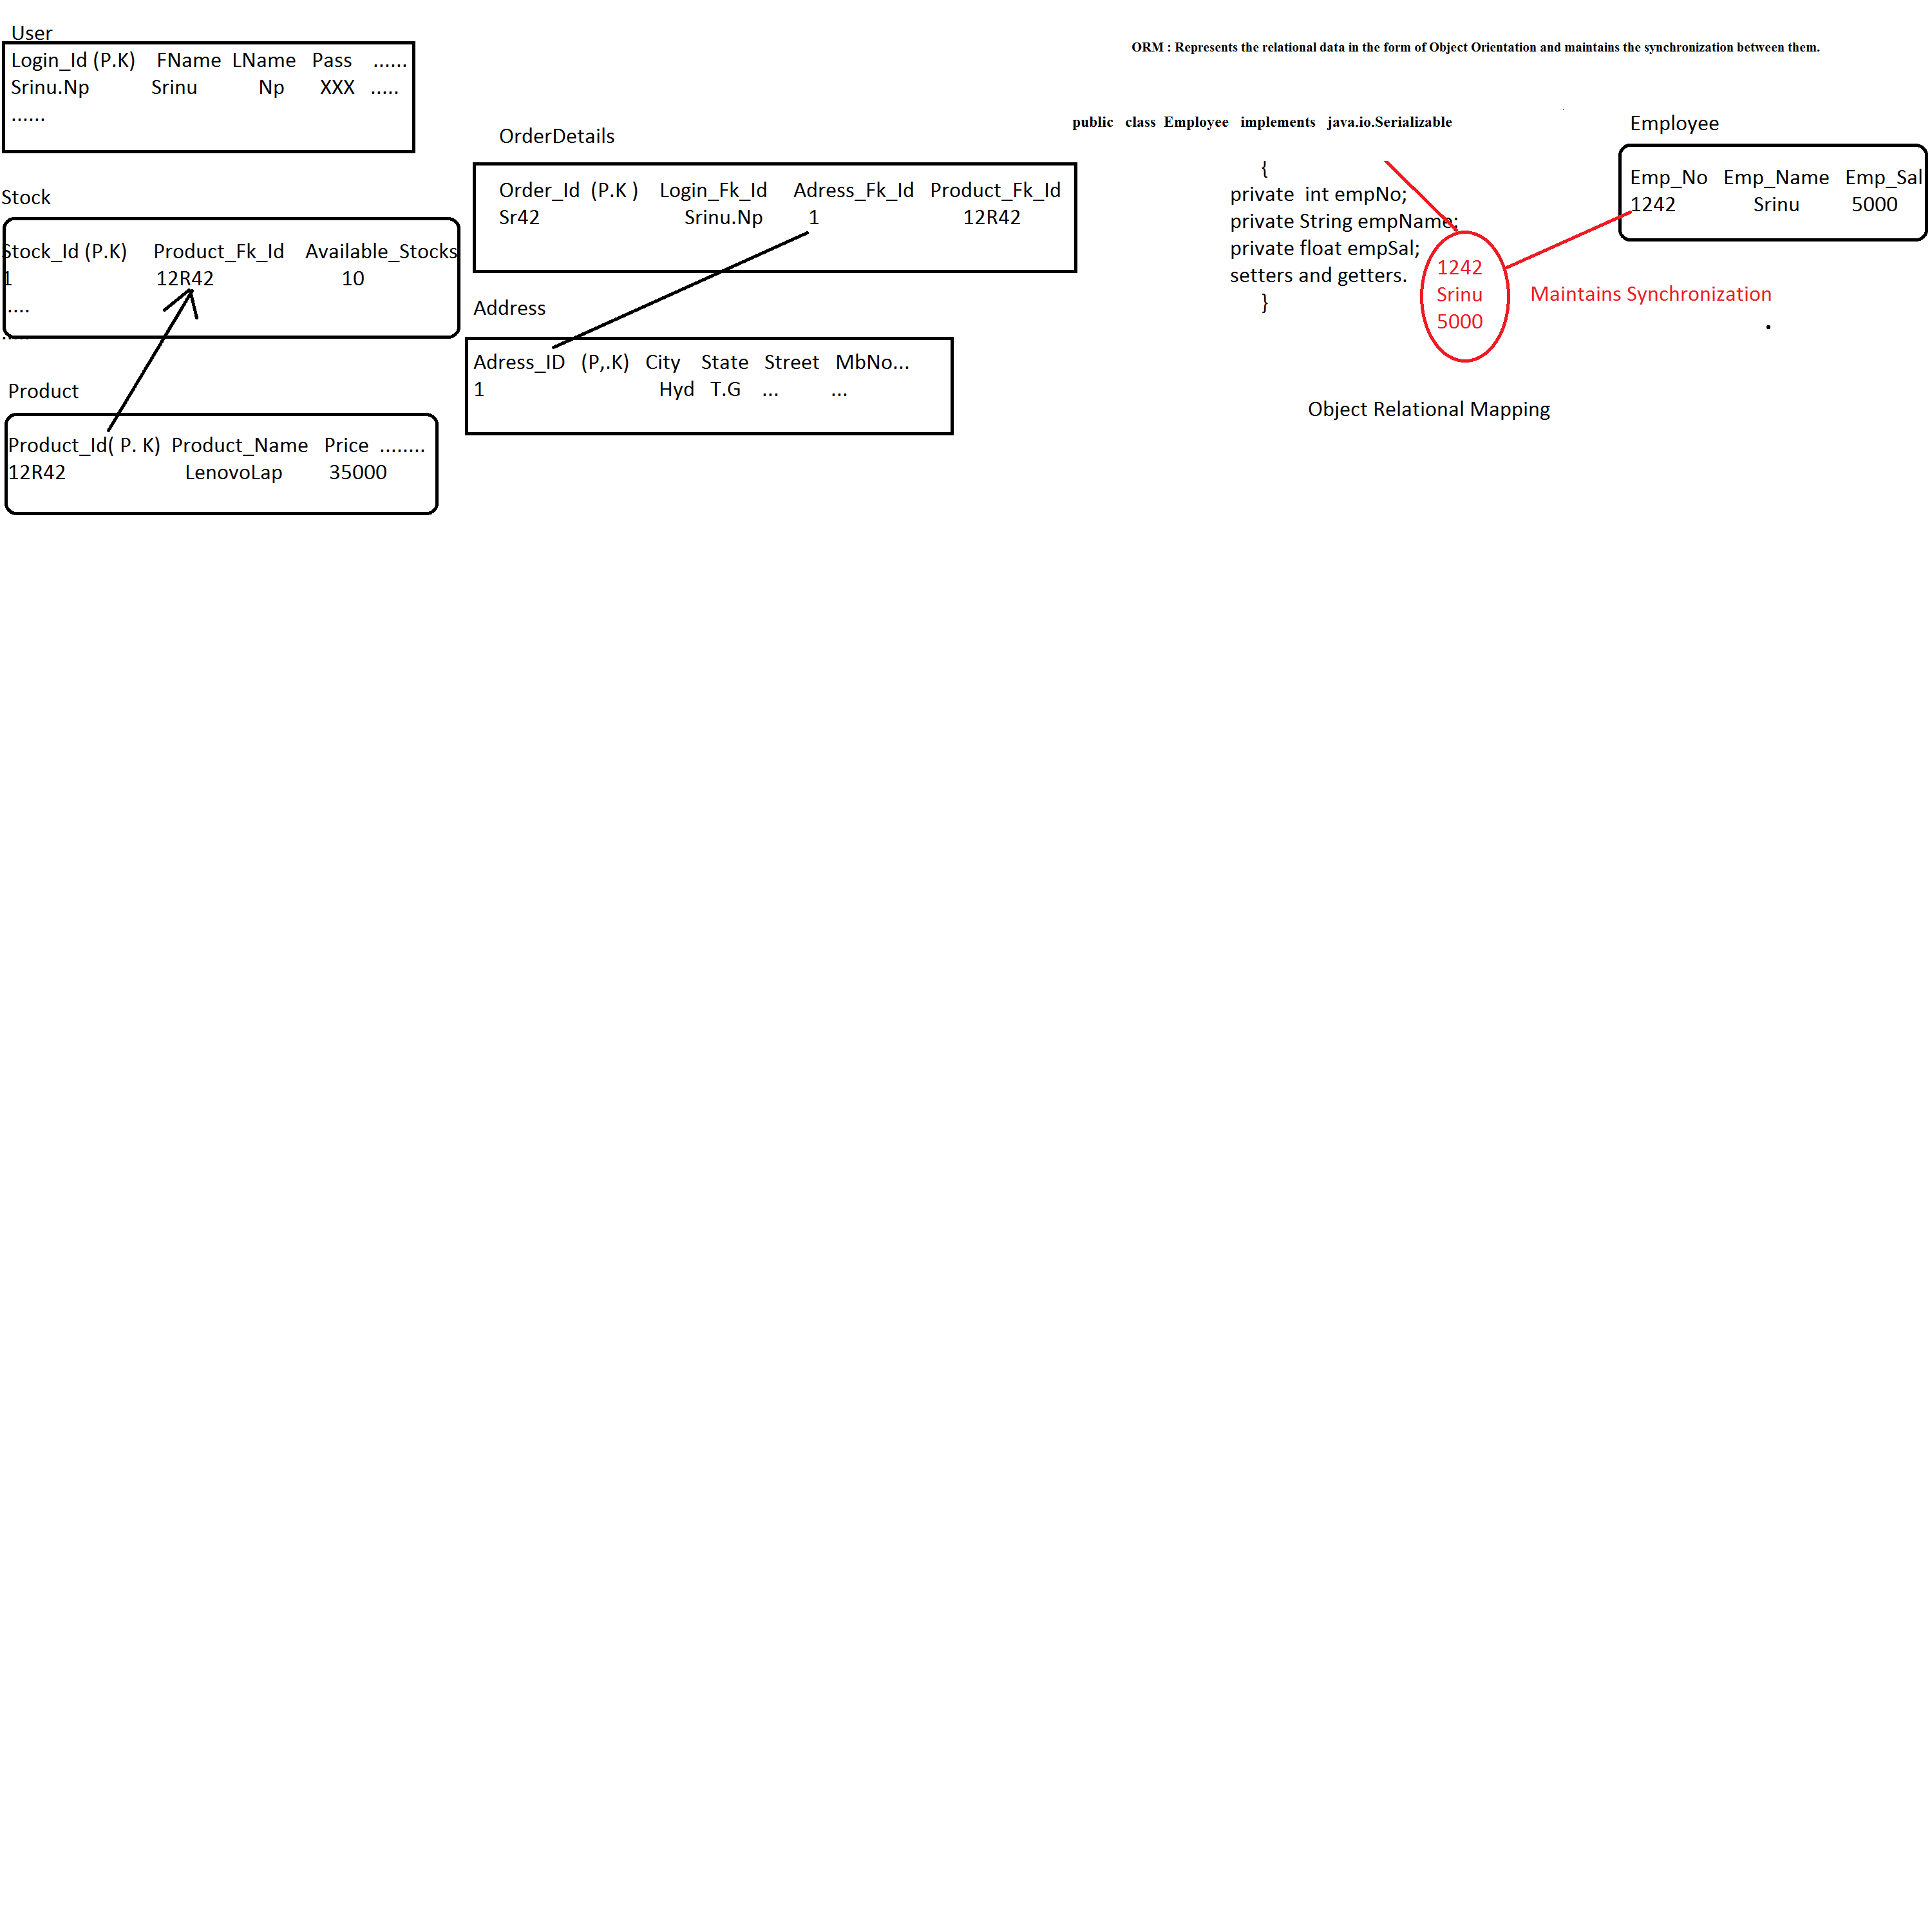 User
Login_Id (P.K) FName LName Pass ......
Srinu.Np Srinu Np XXX .....
......
Stock
Stock_Id (P.K) Product_Fk_Id Available_Stocks
1 12R42 10
....
.....
Product
Product_Id( P. K) Product_Name Price ........
12R42 LenovoLap 35000
OrderDetails
Order_Id (P.K ) Login_Fk_Id Adress_Fk_Id Product_Fk_Id
Sr42 Srinu.Np 1 12R42
Address
Adress_ID (P,.K) City State Street MbNo...
1 Hyd T.G ... ...
ORM : Represents the relational data in the form of Object Orientation and maintains the synchronization between them.
public class Employee implements java.io.Serializable
{
private int empNo;
private String empName;
private float empSal;
setters and getters.
}
1242
Srinu
5000
Employee
Emp_No Emp_Name Emp_Sal
1242 Srinu 5000
Maintains Synchronization
Object Relational Mapping